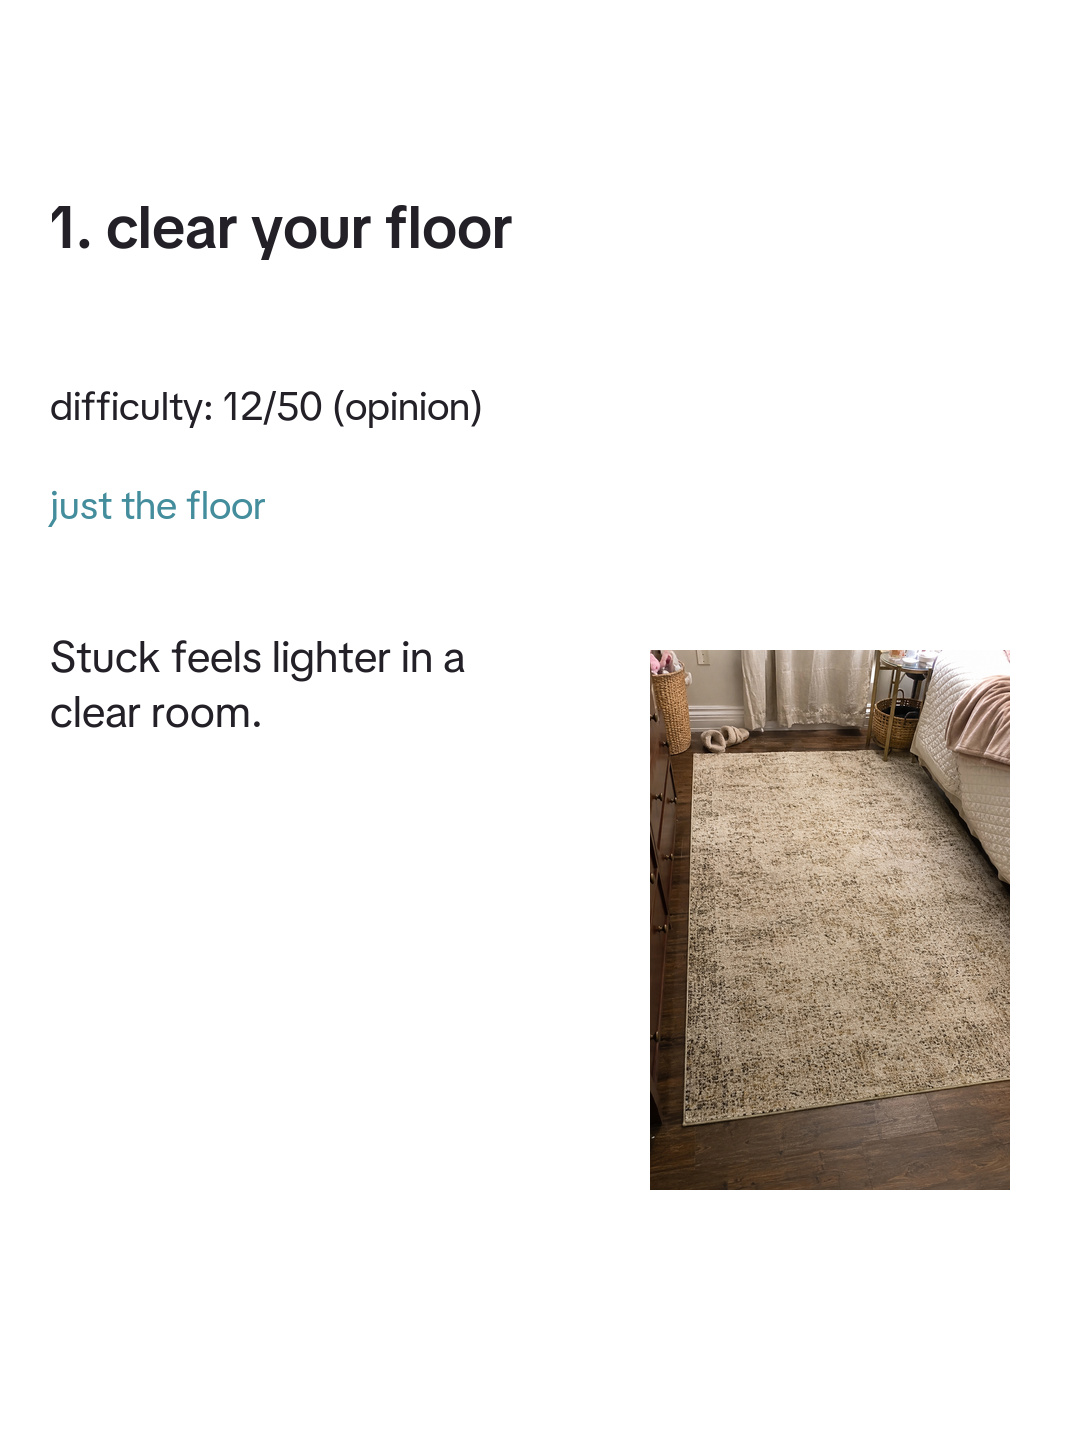 1. clear your floor
difficulty: 12/50 (opinion)
just the floor
Stuck feels lighter in a
clear room.